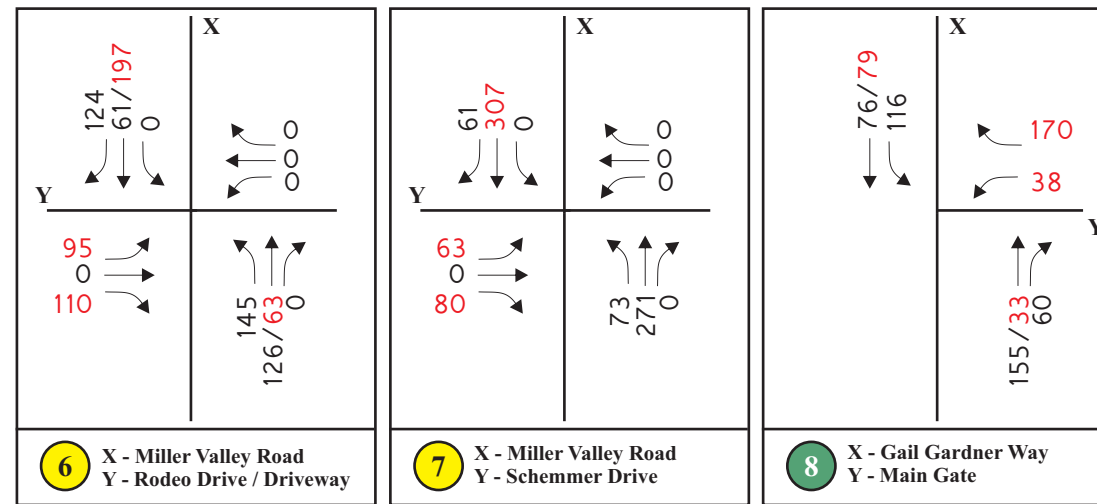 X
124
61/197
0
0
0
0
Y
95
0
110
145
126/63
0
6
X - Miller Valley Road
Y - Rodeo Drive / Driveway
X
61
307
0
0
0
0
Y
63
0
80
73
271
0
7
X - Miller Valley Road
Y - Schemmer Drive
X
76/79
116
170
38
Y
155/33
60
8
X - Gail Gardner Way
Y - Main Gate